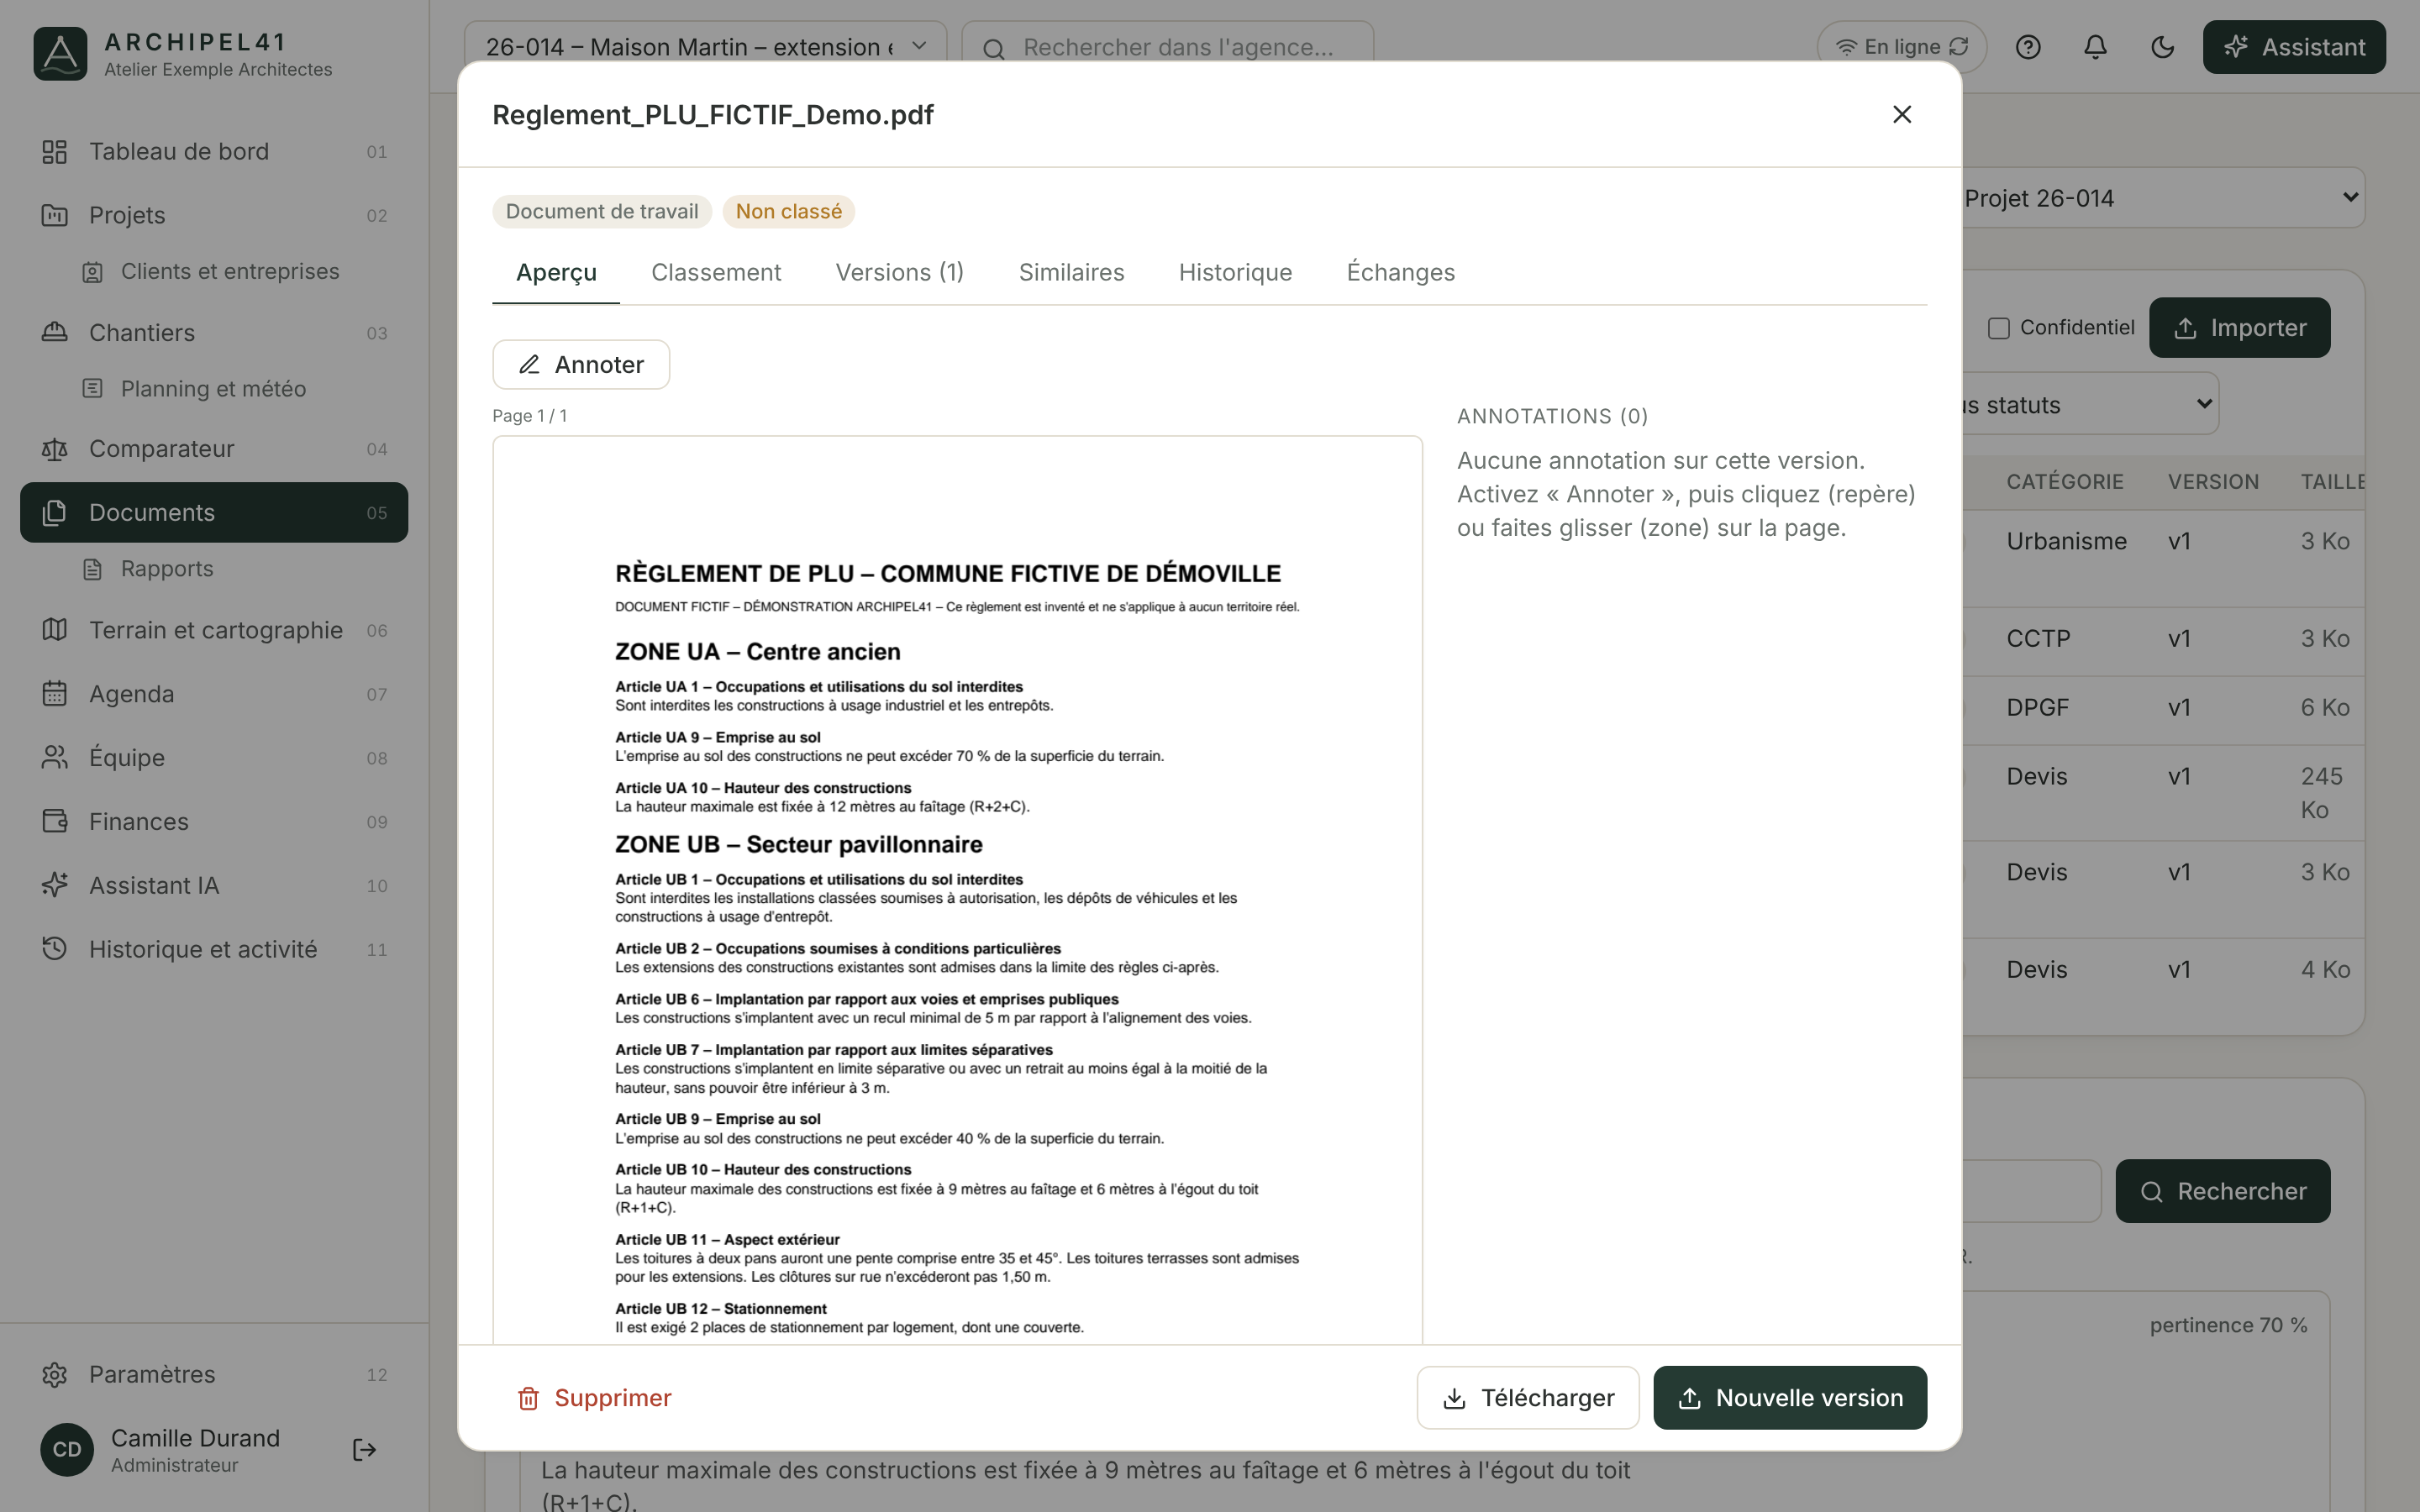 ARCHIPEL41
Atelier Exemple Architectes
Tableau de bord 01
Projets 02
Clients et entreprises
Chantiers 03
Planning et météo
Comparateur 04
Documents 05
Rapports
Terrain et cartographie 06
Agenda 07
Équipe 08
Finances 09
Assistant IA 10
Historique et activité 11
Paramètres 12
CD
Camille Durand
Administrateur
26-014 – Maison Martin – extension
Rechercher dans l'agence...
En ligne
Assistant
Reglement_PLU_FICTIF_Demo.pdf
Document de travail
Non classé
Aperçu
Classement
Versions (1)
Similaires
Historique
Échanges
Annoter
Page 1 / 1
RÈGLEMENT DE PLU – COMMUNE FICTIVE DE DÉMOVILLE
DOCUMENT FICTIF – DÉMONSTRATION ARCHIPEL41 – Ce règlement est inventé et ne s'applique à aucun territoire réel.
ZONE UA – Centre ancien
Article UA 1 – Occupations et utilisations du sol interdites
Sont interdites les constructions à usage industriel et les entrepôts.
Article UA 9 – Emprise au sol
L'emprise au sol des constructions ne peut excéder 70 % de la superficie du terrain.
Article UA 10 – Hauteur des constructions
La hauteur maximale est fixée à 12 mètres au faîtage (R+2+C).
ZONE UB – Secteur pavillonnaire
Article UB 1 – Occupations et utilisations du sol interdites
Sont interdites les installations classées soumises à autorisation, les dépôts de véhicules et les
constructions à usage d'entrepôt.
Article UB 2 – Occupations soumises à conditions particulières
Les extensions des constructions existantes sont admises dans la limite des règles ci-après.
Article UB 6 – Implantation par rapport aux voies et emprises publiques
Les constructions s'implantent avec un recul minimal de 5 m par rapport à l'alignement des voies.
Article UB 7 – Implantation par rapport aux limites séparatives
Les constructions s'implantent en limite séparative ou avec un retrait au moins égal à la moitié de la
hauteur, sans pouvoir être inférieur à 3 m.
Article UB 9 – Emprise au sol
L'emprise au sol des constructions ne peut excéder 40 % de la superficie du terrain.
Article UB 10 – Hauteur des constructions
La hauteur maximale des constructions est fixée à 9 mètres au faîtage et 6 mètres à l'égout du toit
(R+1+C).
Article UB 11 – Aspect extérieur
Les toitures à deux pans auront une pente comprise entre 35 et 45°. Les toitures terrasses sont admises
pour les extensions. Les clôtures sur rue n'excéderont pas 1,50 m.
Article UB 12 – Stationnement
Il est exigé 2 places de stationnement par logement, dont une couverte.
ANNOTATIONS (0)
Aucune annotation sur cette version.
Activez « Annoter », puis cliquez (repère)
ou faites glisser (zone) sur la page.
Supprimer
Télécharger
Nouvelle version
Projet 26-014
Confidentiel
Importer
statuts
CATÉGORIE VERSION TAILLE
Urbanisme v1 3 Ko
CCTP v1 3 Ko
DPGF v1 6 Ko
Devis v1 245
Ko
Devis v1 3 Ko
Devis v1 4 Ko
Rechercher
pertinence 70 %
La hauteur maximale des constructions est fixée à 9 mètres au faîtage et 6 mètres à l'égout du toit
(R+1+C).